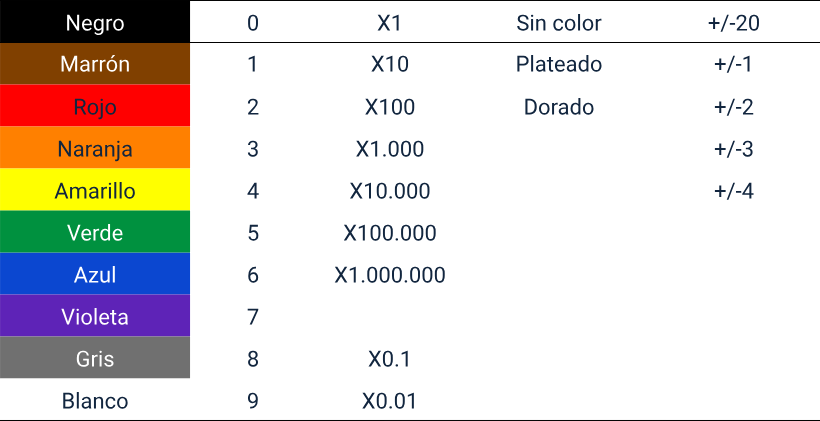 Negro 0 X1 Sin color +/-20
Marrón 1 X10 Plateado +/-1
Rojo 2 X100 Dorado +/-2
Naranja 3 X1.000 +/-3
Amarillo 4 X10.000 +/-4
Verde 5 X100.000
Azul 6 X1.000.000
Violeta 7
Gris 8 X0.1
Blanco 9 X0.01